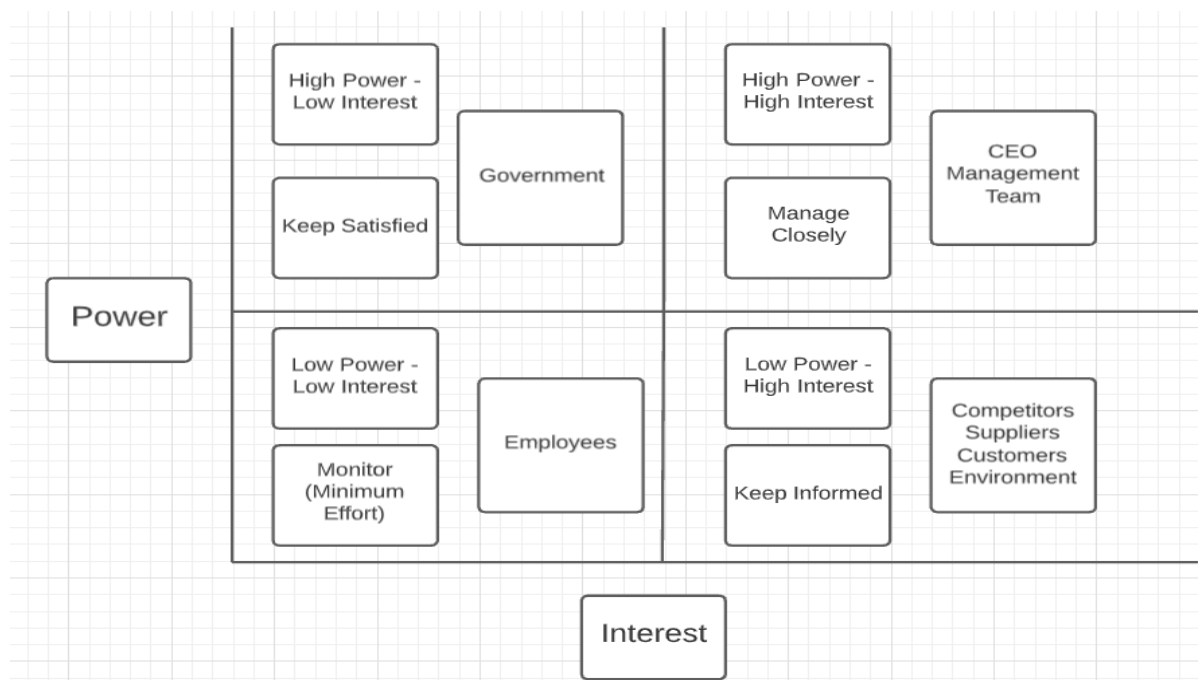 High Power -
Low Interest
Government
Keep Satisfied
High Power -
High Interest
CEO
Management
Team
Manage
Closely
Power
Low Power -
Low Interest
Employees
Monitor
(Minimum
Effort)
Low Power -
High Interest
Competitors
Suppliers
Customers
Environment
Keep Informed
Interest